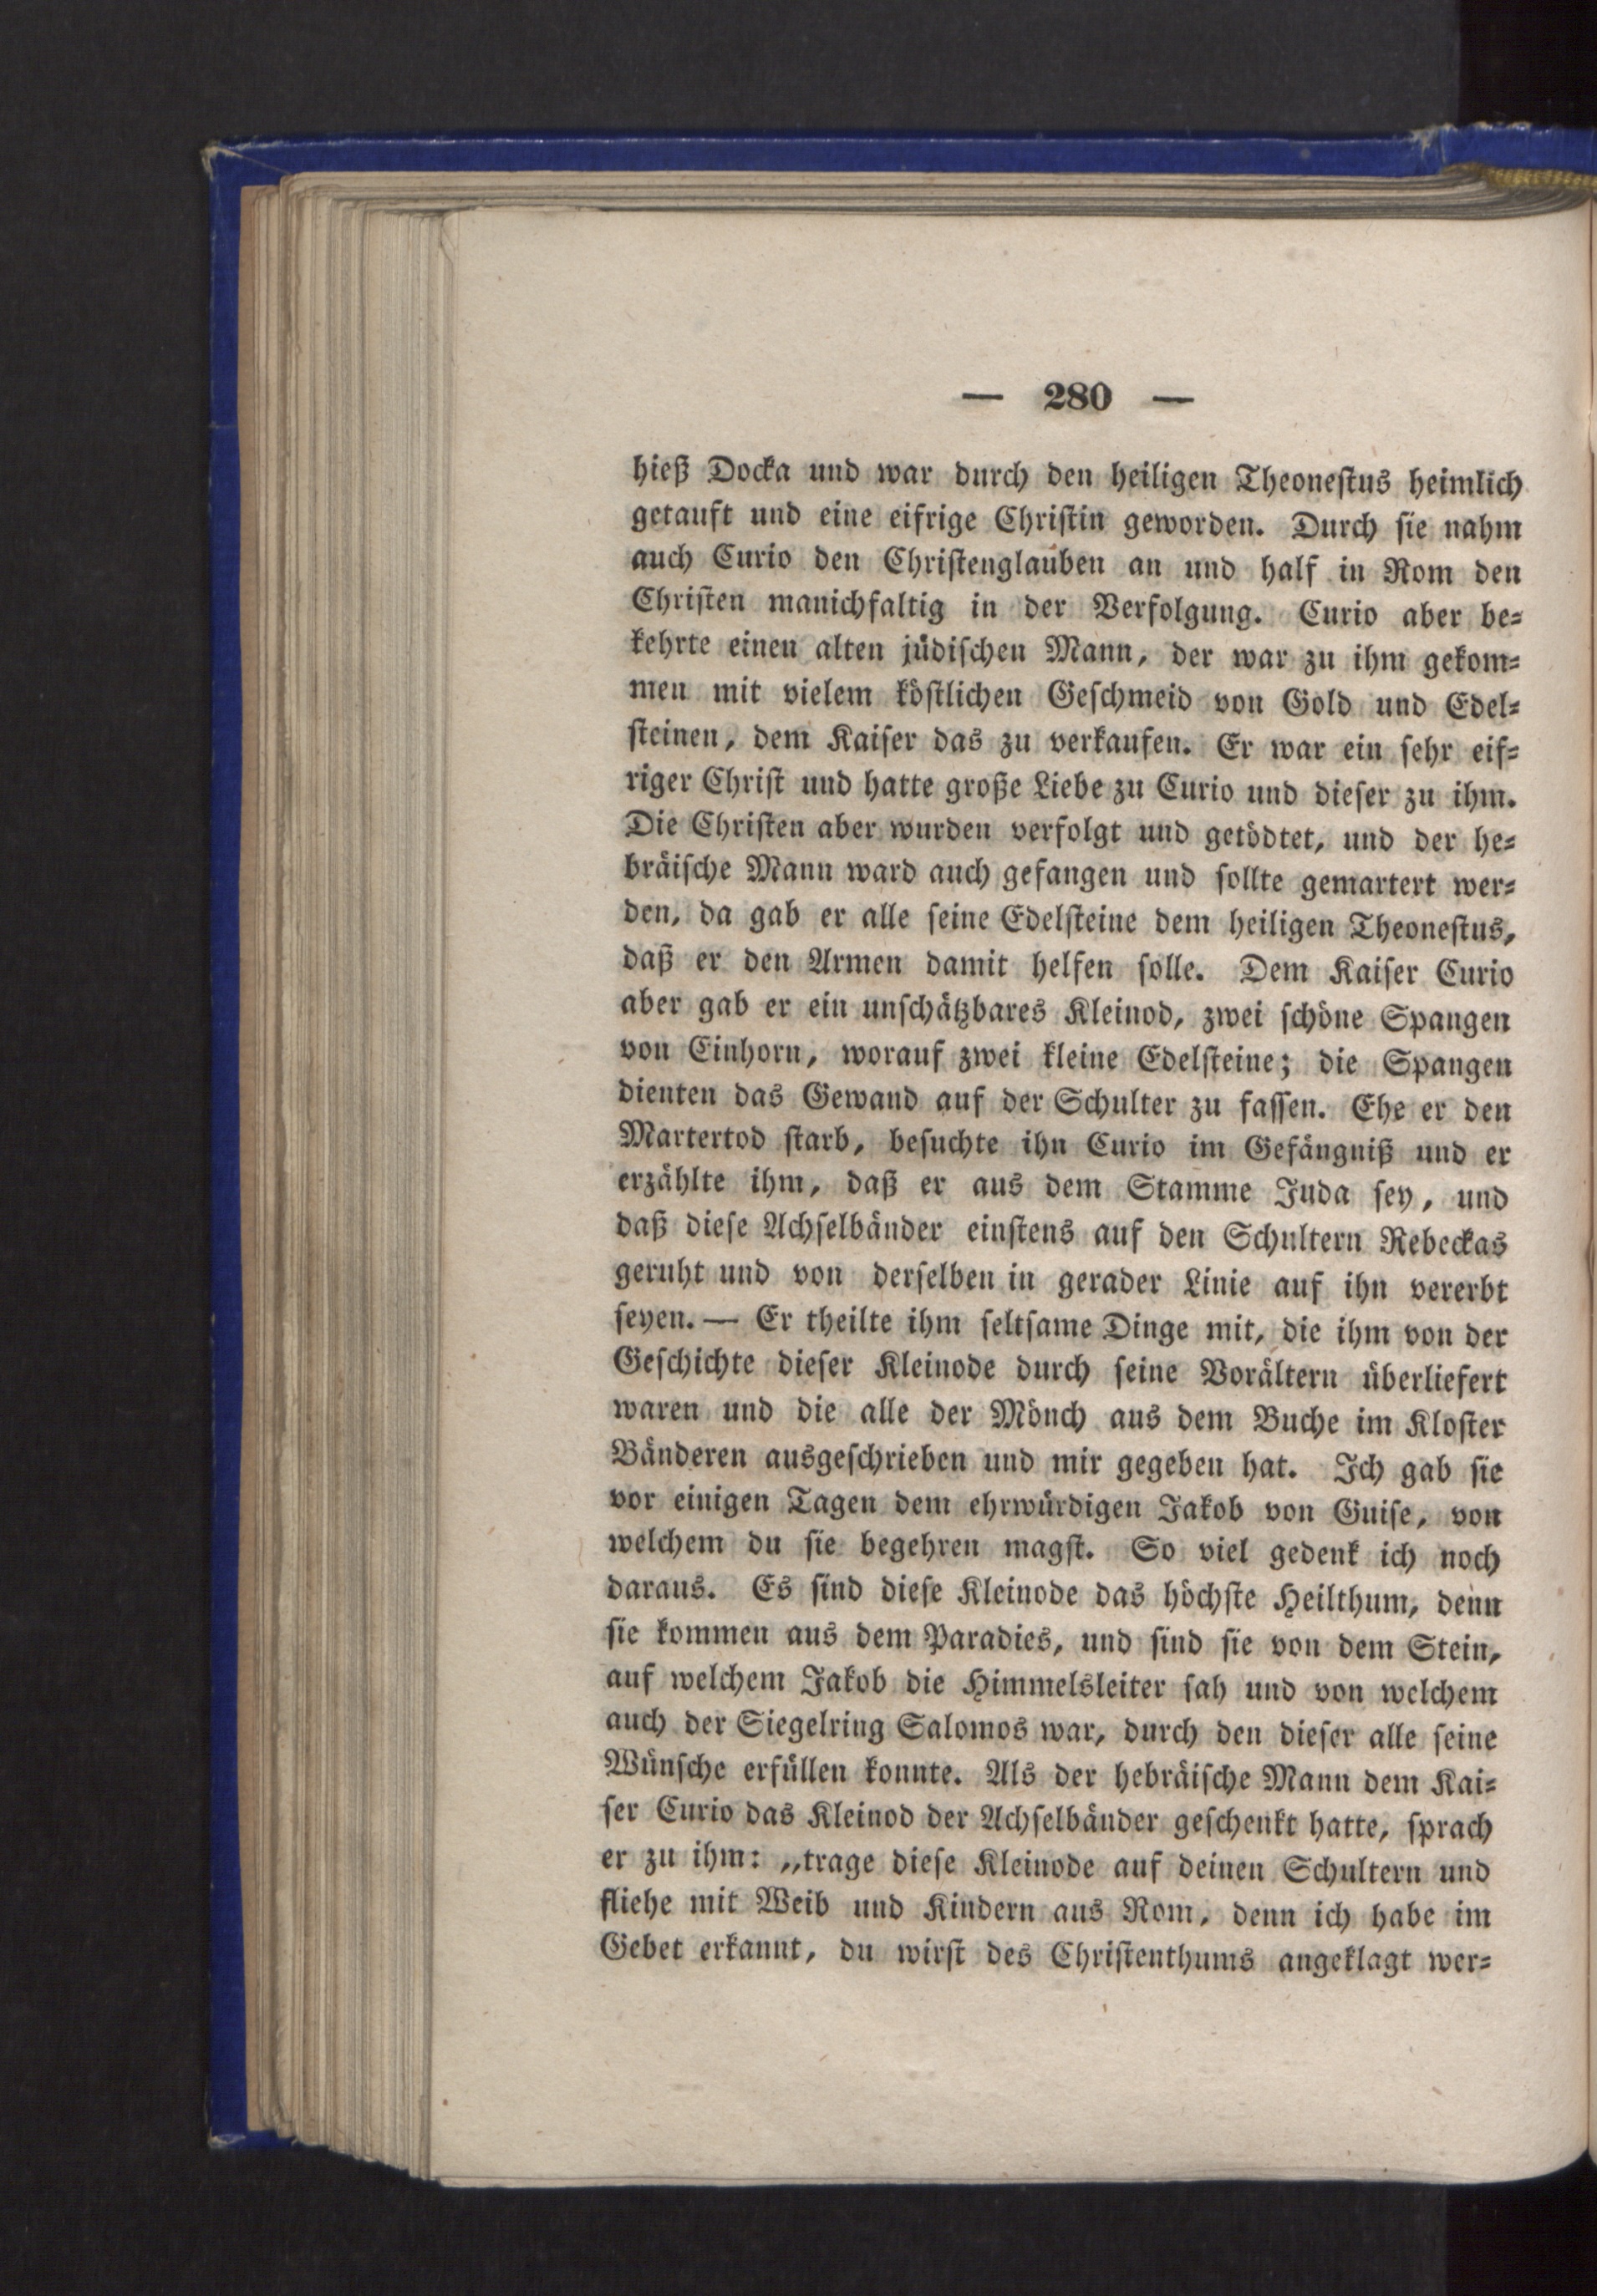 — 280 —
hieß Docka und war durch den heiligen Theonestus heimlich
getauft und eine eifrige Christin geworden. Durch sie nahm
auch Curio den Christenglauben an und half in Rom den
Christen manichfaltig in der Verfolgung. Curio aber be-
kehrte einen alten jüdischen Mann, der war zu ihm gekom-
men mit vielem köstlichen Geschmeid von Gold und Edel-
steinen, dem Kaiser das zu verkaufen. Er war ein sehr eif-
riger Christ und hatte große Liebe zu Curio und dieser zu ihm.
Die Christen aber wurden verfolgt und getödtet, und der he-
bräische Mann ward auch gefangen und sollte gemartert wer-
den, da gab er alle seine Edelsteine dem heiligen Theonestus,
daß er den Armen damit helfen solle. Dem Kaiser Curio
aber gab er ein unschätzbares Kleinod, zwei schöne Spangen
von Einhorn, worauf zwei kleine Edelsteine; die Spangen
dienten das Gewand auf der Schulter zu fassen. Ehe er den
Martertod starb, besuchte ihn Curio im Gefängniß und er
erzählte ihm, daß er aus dem Stamme Juda sey, und
daß diese Achselbänder einstens auf den Schultern Rebeckas
geruht und von derselben in gerader Linie auf ihn vererbt
seyen. — Er theilte ihm seltsame Dinge mit, die ihm von der
Geschichte dieser Kleinode durch seine Vorältern überliefert
waren und die alle der Mönch aus dem Buche im Kloster
Bänderen ausgeschrieben und mir gegeben hat. Ich gab sie
vor einigen Tagen dem ehrwürdigen Jakob von Guise, von
welchem du sie begehren magst. So viel gedenk ich noch
daraus. Es sind diese Kleinode das höchste Heilthum, denn
sie kommen aus dem Paradies, und sind sie von dem Stein,
auf welchem Jakob die Himmelsleiter sah und von welchem
auch der Siegelring Salomos war, durch den dieser alle seine
Wünsche erfüllen konnte. Als der hebräische Mann dem Kai-
ser Curio das Kleinod der Achselbänder geschenkt hatte, sprach
er zu ihm: „trage diese Kleinode auf deinen Schultern und
fliehe mit Weib und Kindern aus Rom, denn ich habe im
Gebet erkannt, du wirst des Christenthums angeklagt wer-